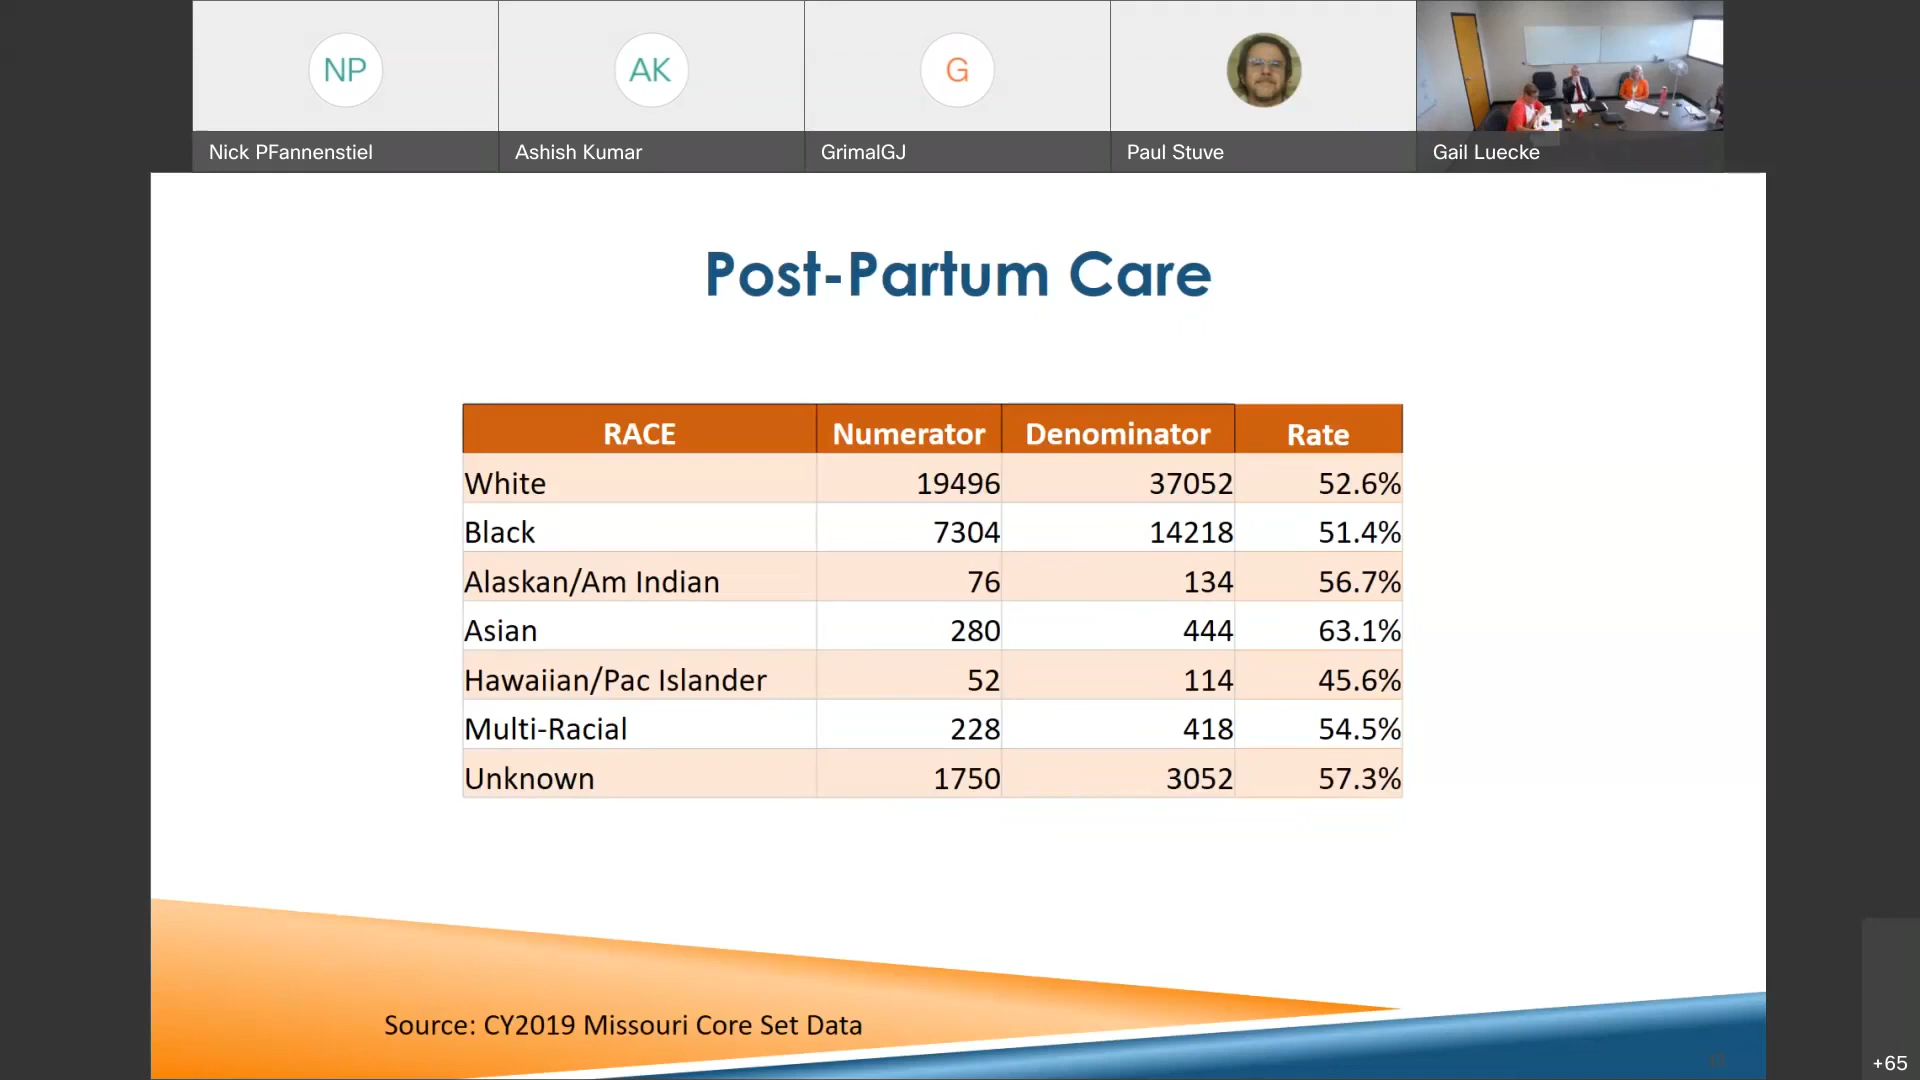 NP
AK
G
Nick PFannenstiel
Ashish Kumar
GrimalGJ
Paul Stuve
Gail Luecke
Post-Partum Care
RACE Numerator Denominator Rate
White 19496 37052 52.6%
Black 7304 14218 51.4%
Alaskan/Am Indian 76 134 56.7%
Asian 280 444 63.1%
Hawaiian/Pac Islander 52 114 45.6%
Multi-Racial 228 418 54.5%
Unknown 1750 3052 57.3%
Source: CY2019 Missouri Core Set Data
+65